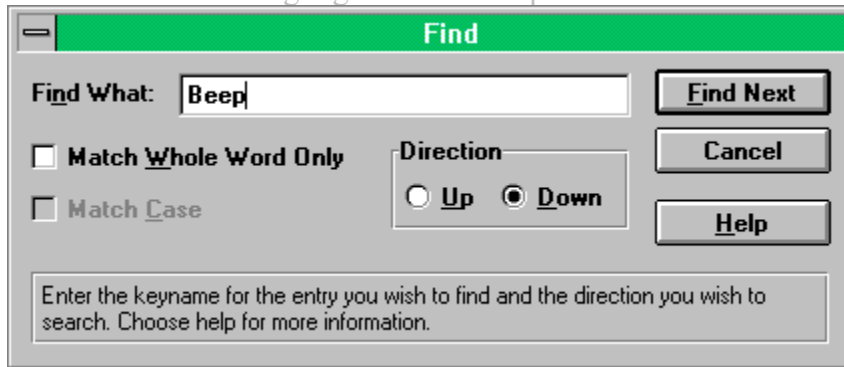 Find
Find What: Beep
Find Next
Match Whole Word Only
Direction
Cancel
Match Case
Up Down
Help
Enter the keyname for the entry you wish to find and the direction you wish to
search. Choose help for more information.